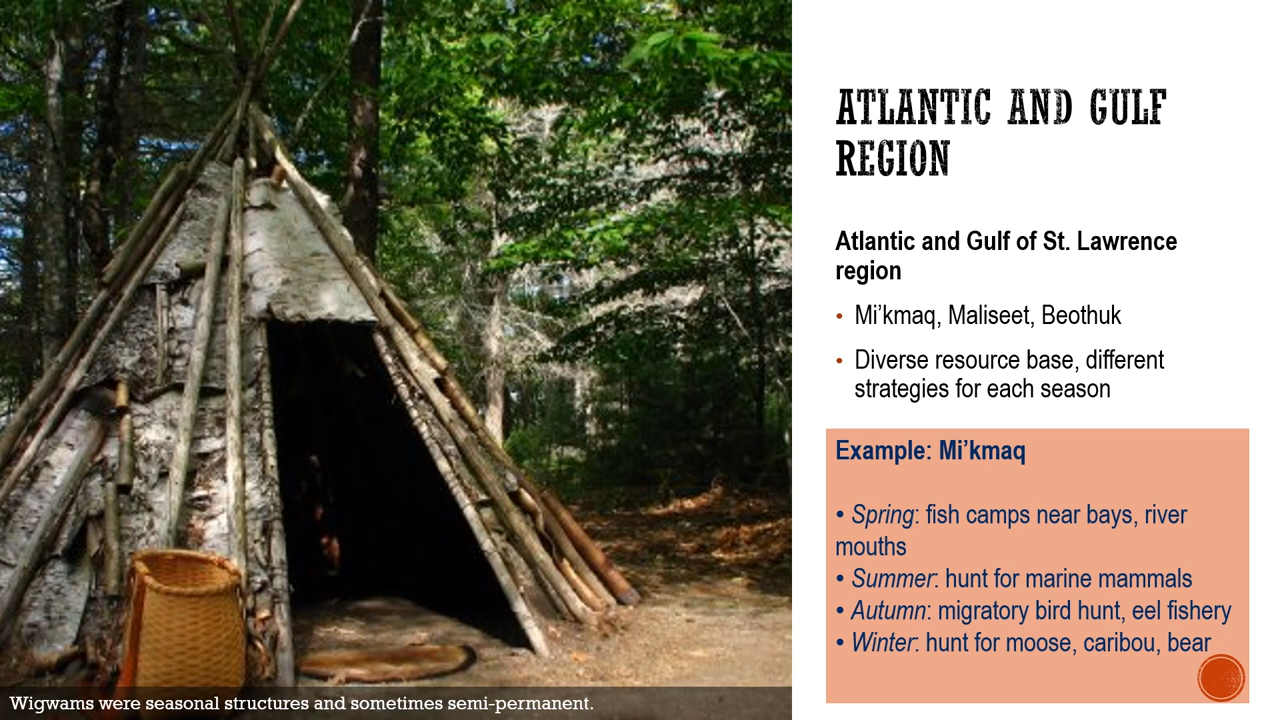 ATLANTIC AND GULF
REGION
Atlantic and Gulf of St. Lawrence
region
• Mi’kmaq, Maliseet, Beothuk
• Diverse resource base, different
strategies for each season
Example: Mi’kmaq
• Spring: fish camps near bays, river
mouths
• Summer: hunt for marine mammals
• Autumn: migratory bird hunt, eel fishery
• Winter: hunt for moose, caribou, bear
Wigwams were seasonal structures and sometimes semi-permanent.